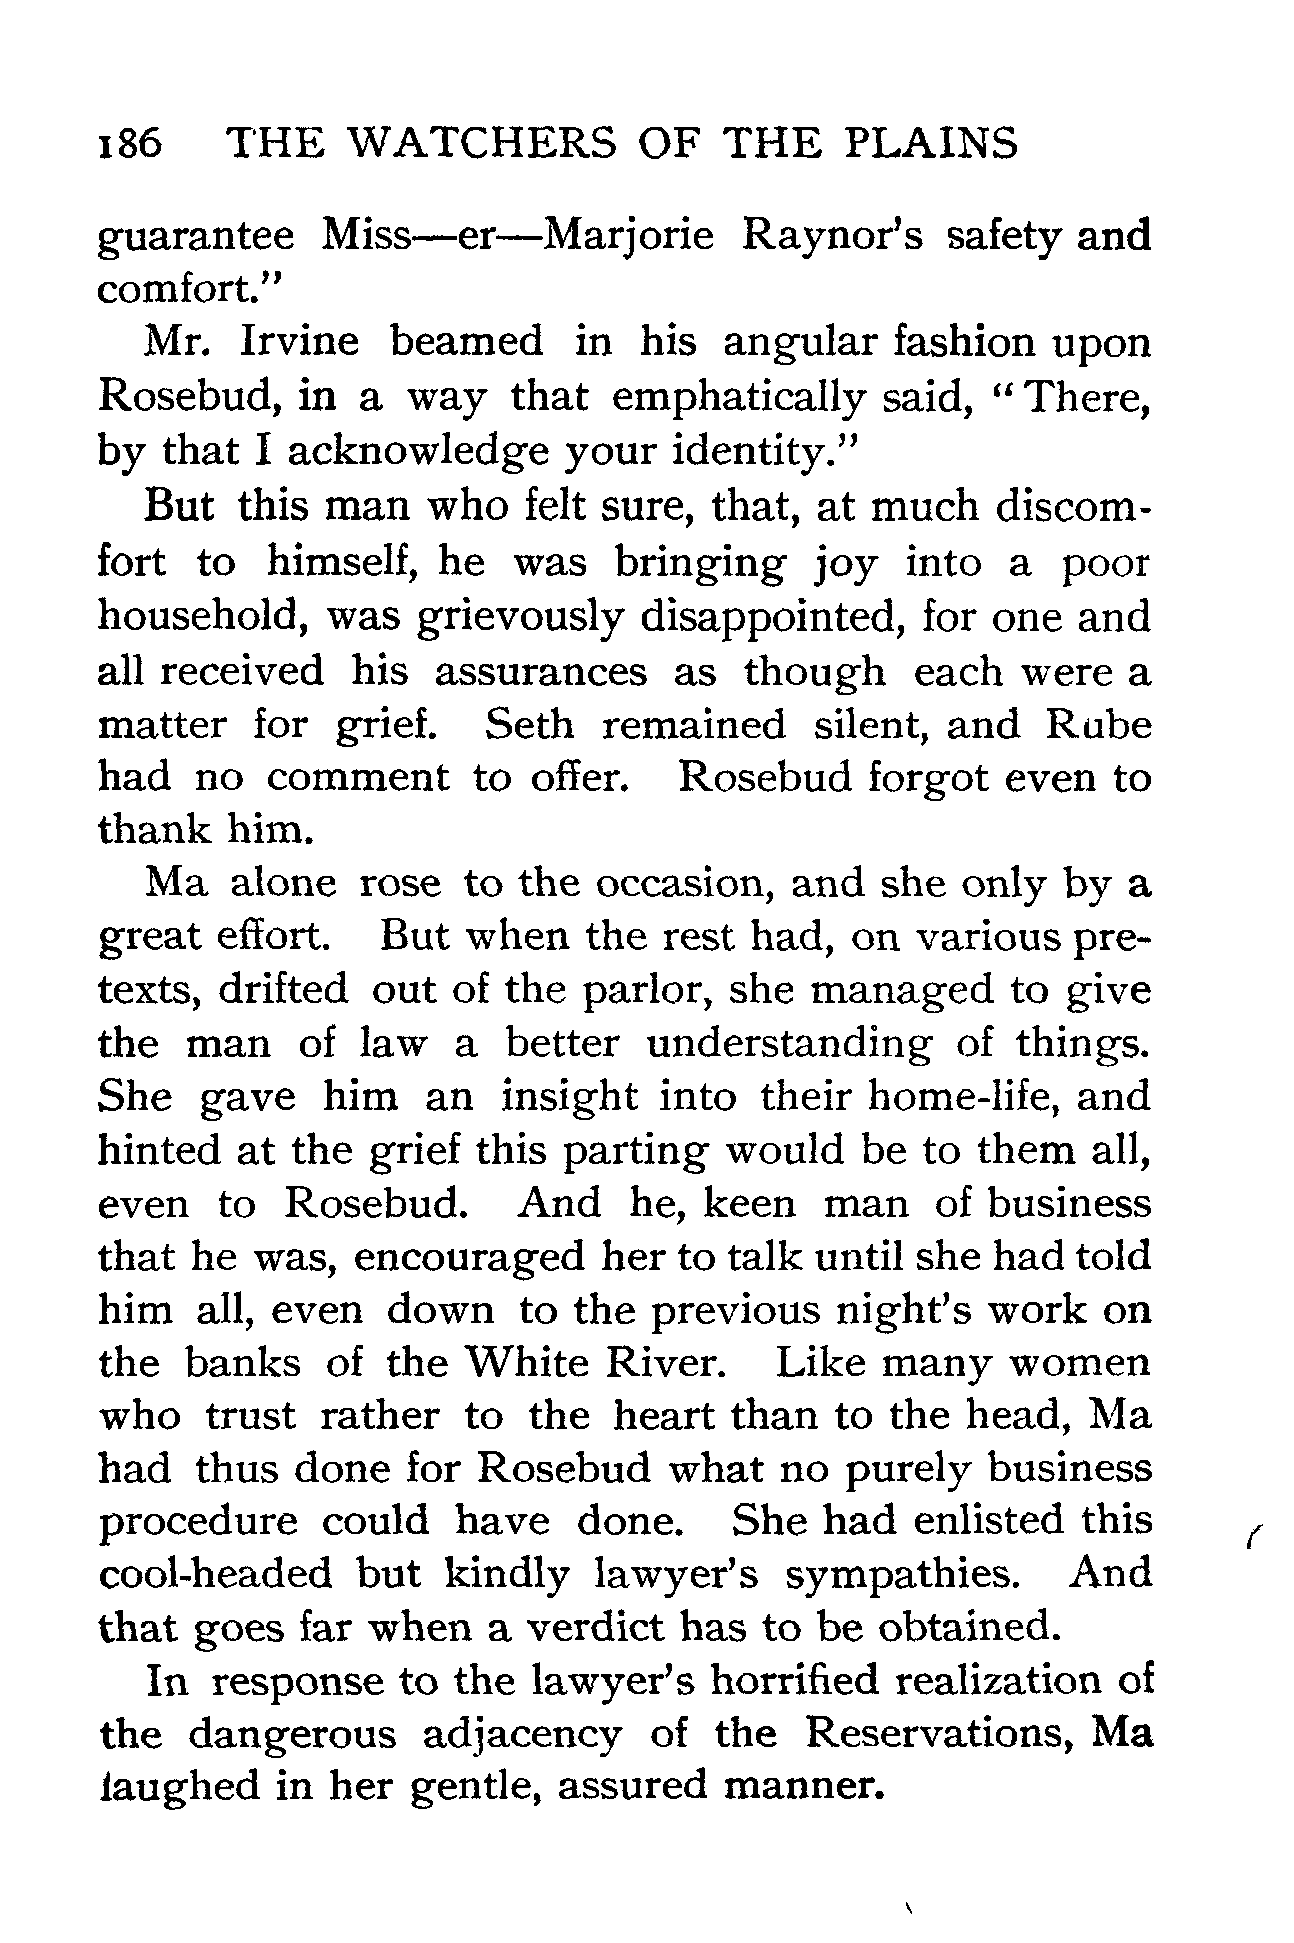 186 THE WATCHERS OF THE PLAINS
guarantee Miss—er—Marjorie Raynor's safety and
comfort."
Mr. Irvine beamed in his angular fashion upon
Rosebud, in a way that emphatically said, "There,
by that I acknowledge your identity."
But this man who felt sure, that, at much discom-
fort to himself, he was bringing joy into a poor
household, was grievously disappointed, for one and
all received his assurances as though each were a
matter for grief. Seth remained silent, and Rube
had no comment to offer. Rosebud forgot even to
thank him.
Ma alone rose to the occasion, and she only by a
great effort. But when the rest had, on various pre-
texts, drifted out of the parlor, she managed to give
the man of law a better understanding of things.
She gave him an insight into their home-life, and
hinted at the grief this parting would be to them all,
even to Rosebud. And he, keen man of business
that he was, encouraged her to talk until she had told
him all, even down to the previous night's work on
the banks of the White River. Like many women
who trust rather to the heart than to the head, Ma
had thus done for Rosebud what no purely business
procedure could have done. She had enlisted this
cool-headed but kindly lawyer's sympathies. And
that goes far when a verdict has to be obtained.
In response to the lawyer's horrified realization of
the dangerous adjacency of the Reservations, Ma
laughed in her gentle, assured manner.